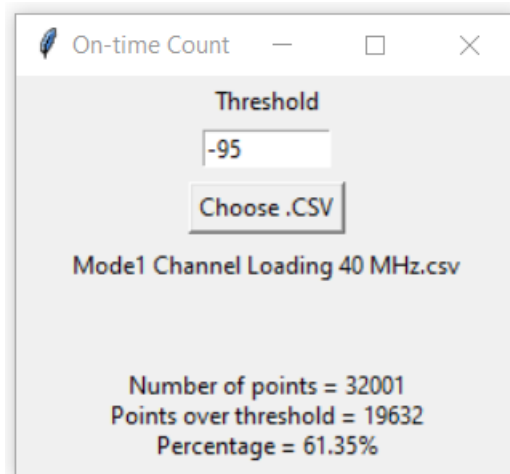 On-time Count
Threshold
-95
Choose .CSV
Mode1 Channel Loading 40 MHz.csv
Number of points = 32001
Points over threshold = 19632
Percentage = 61.35%